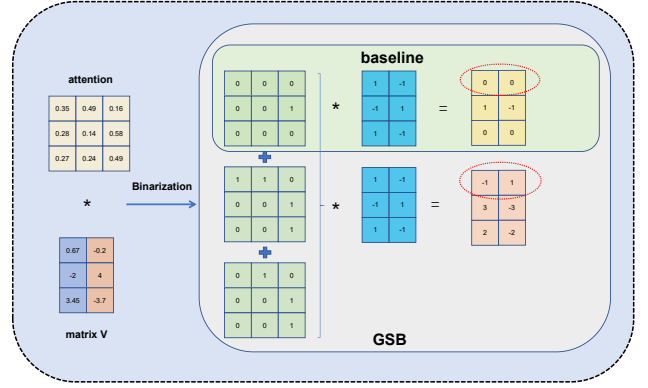 baseline
attention
0 0 0
0 0 1
0 0 0
*
1 -1
-1 1
1 -1
=
0 0
1 -1
0 0
0.35 0.49 0.16
0.28 0.14 0.58
0.27 0.24 0.49
*
Binarization
1 1 0
0 0 1
0 0 1
*
1 -1
-1 1
1 -1
=
-1 1
3 -3
2 -2
0.67 -0.2
-2 4
3.45 -3.7
matrix V
0 1 0
0 0 1
0 0 1
GSB